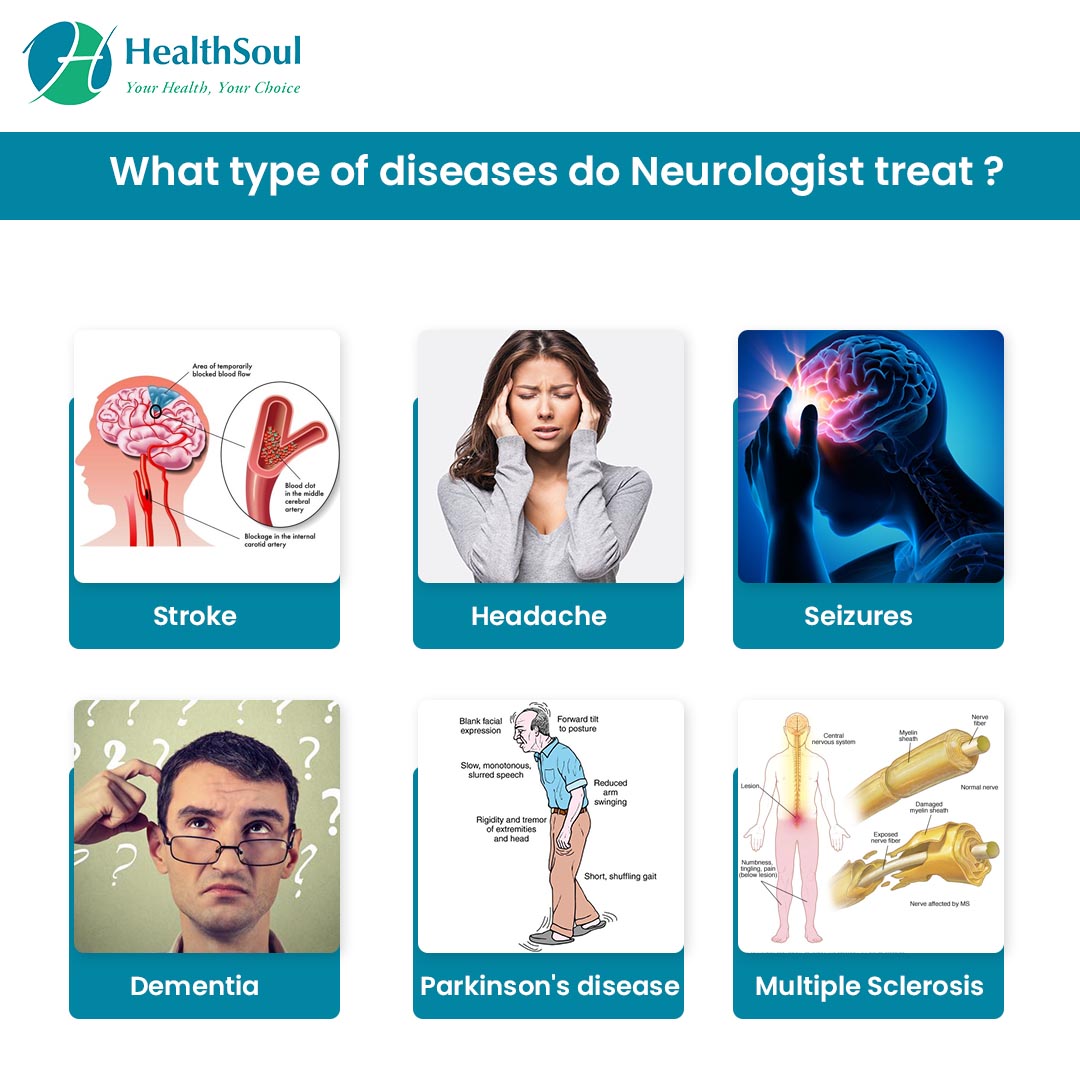 HealthSoul
Your Health, Your Choice
What type of diseases do Neurologist treat ?
Area of temporarily
blocked blood flow
Blood clot
in the middle
cerebral
artery
Blockage in the internal
carotid artery
Stroke
Headache
Seizures
Dementia
Blank facial
expression
Forward tilt
to posture
Slow, monotonous,
slurred speech
Reduced
arm
swinging
Rigidity and tremor
of extremities
and head
Short, shuffling gait
Parkinson's disease
Central
nervous system
Lesion
Numbness,
tingling, pain
(below lesion)
Nerve
fiber
Myelin
sheath
Normal nerve
Damaged
myelin sheath
Exposed
nerve fiber
Nerve affected by MS
Multiple Sclerosis